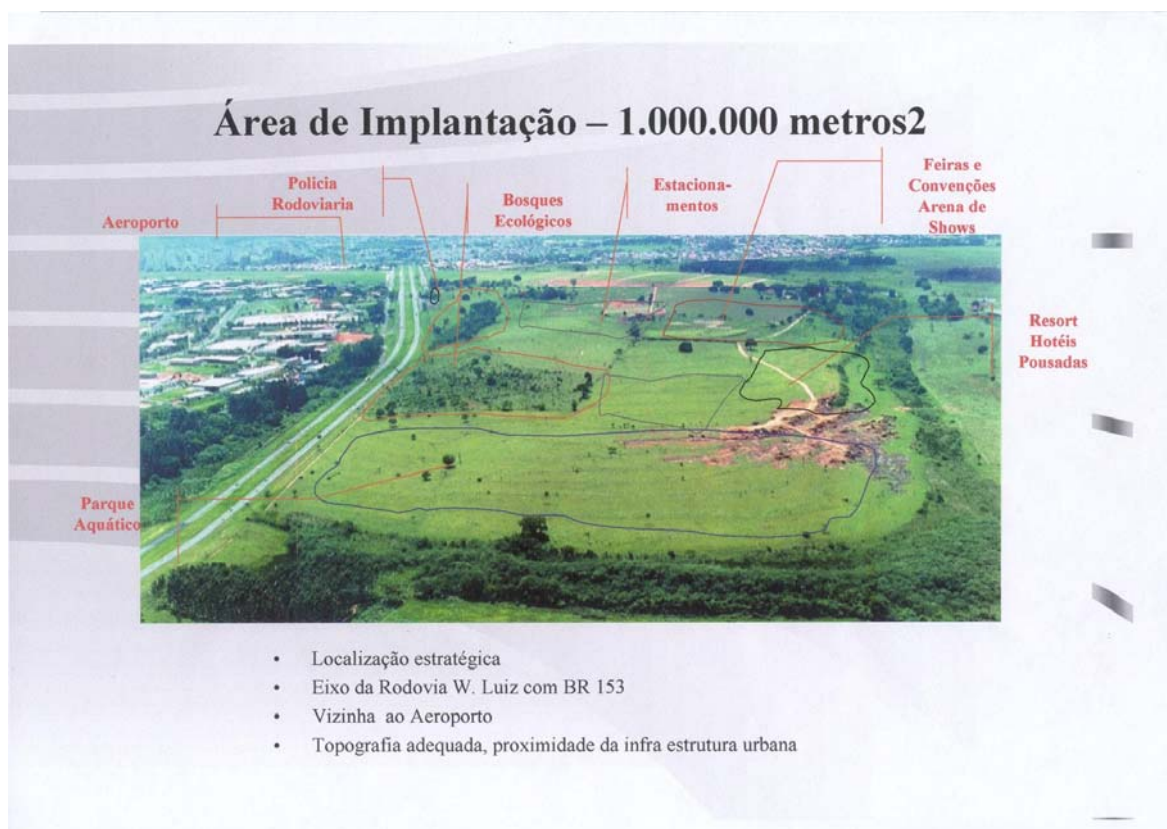 Área de Implantação – 1.000.000 metros2
Feiras e
Convenções
Arena de
Shows
Policia
Rodoviaria
Estaciona-
mentos
Bosques
Ecológicos
Aeroporto
Resort
Hotéis
Pousadas
Parque
Aquático
• Localização estratégica
• Eixo da Rodovia W. Luiz com BR 153
• Vizinha ao Aeroporto
• Topografia adequada, proximidade da infra estrutura urbana